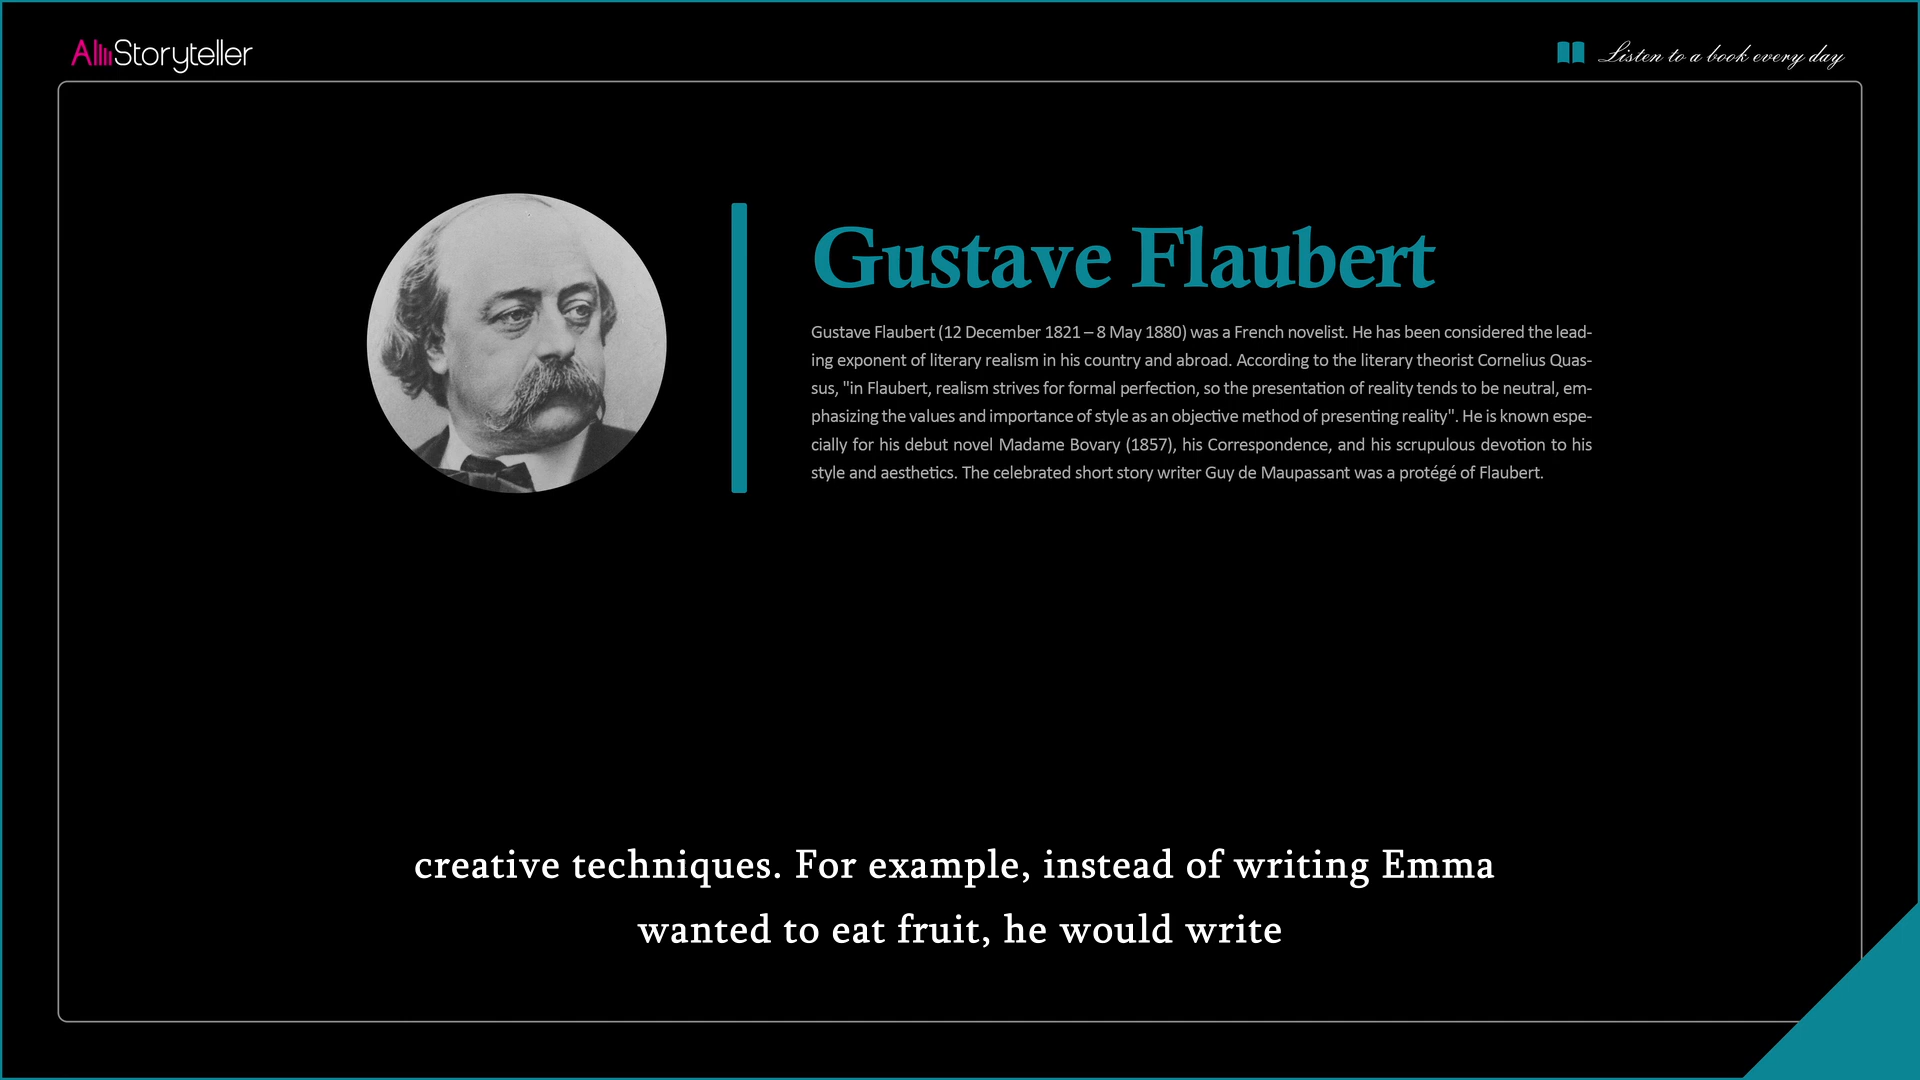 AllStoryteller
Listen to a book every day
Gustave Flaubert
Gustave Flaubert (12 December 1821 – 8 May 1880) was a French novelist. He has been considered the lead-
ing exponent of literary realism in his country and abroad. According to the literary theorist Cornelius Quas-
sus, "in Flaubert, realism strives for formal perfection, so the presentation of reality tends to be neutral, em-
phasizing the values and importance of style as an objective method of presenting reality". He is known espe-
cially for his debut novel Madame Bovary (1857), his Correspondence, and his scrupulous devotion to his
style and aesthetics. The celebrated short story writer Guy de Maupassant was a protégé of Flaubert.
creative techniques. For example, instead of writing Emma
wanted to eat fruit, he would write